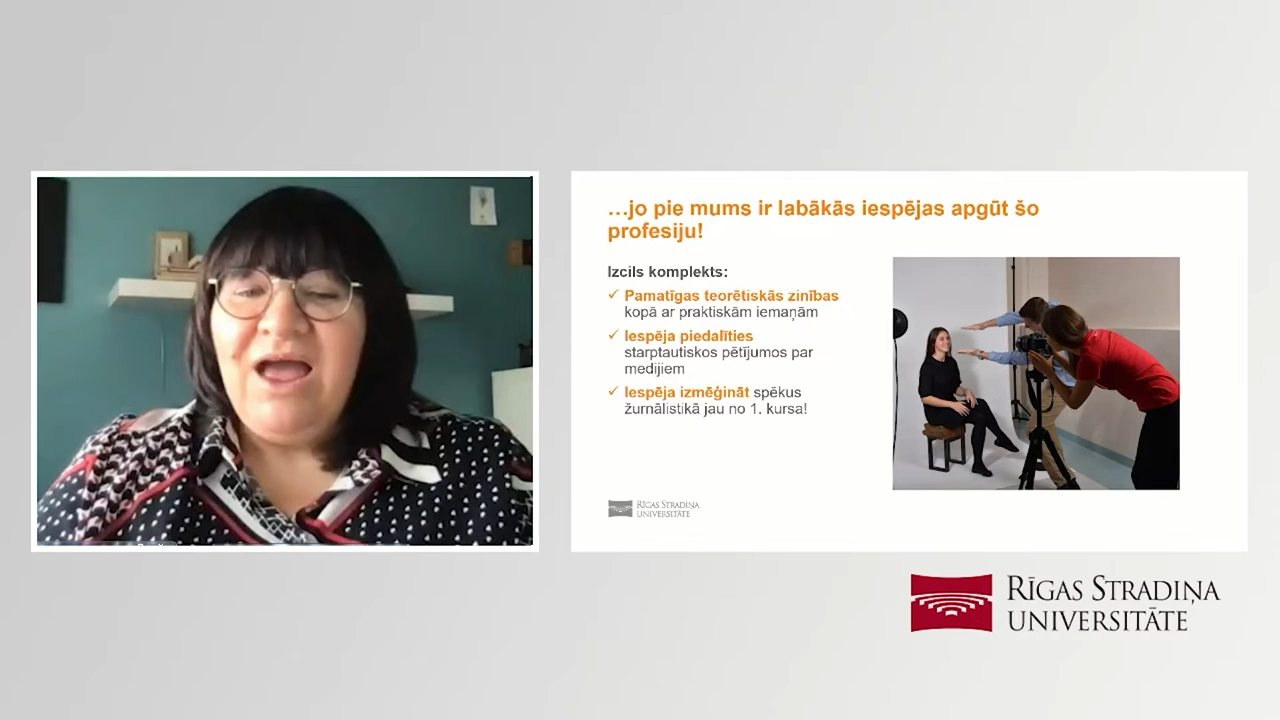 …jo pie mums ir labākās iespējas apgūt šo
profesiju!
Izcils komplekts:
✓ Pamatīgas teorētiskās zinības
kopā ar praktiskām iemaņām
✓ Iespēja piedalīties
starptautiskos pētījumos par
medijiem
✓ Iespēja izmēģināt spēkus
žurnālistikā jau no 1. kursa!
RĪGAS STRADIŅA
UNIVERSITĀTE
RĪGAS STRADIŅA
UNIVERSITĀTE